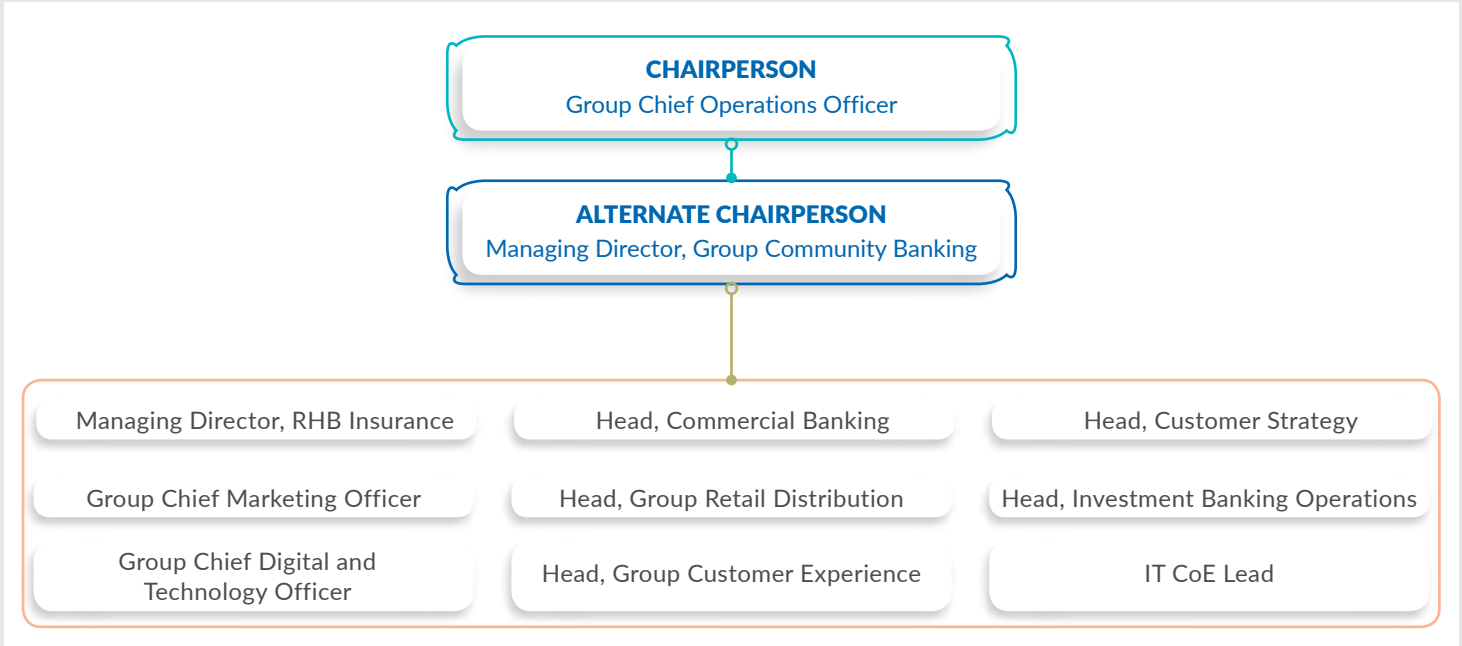 CHAIRPERSON
Group Chief Operations Officer
ALTERNATE CHAIRPERSON
Managing Director, Group Community Banking
Managing Director, RHB Insurance
Head, Commercial Banking
Head, Customer Strategy
Group Chief Marketing Officer
Head, Group Retail Distribution
Head, Investment Banking Operations
Group Chief Digital and
Technology Officer
Head, Group Customer Experience
IT CoE Lead